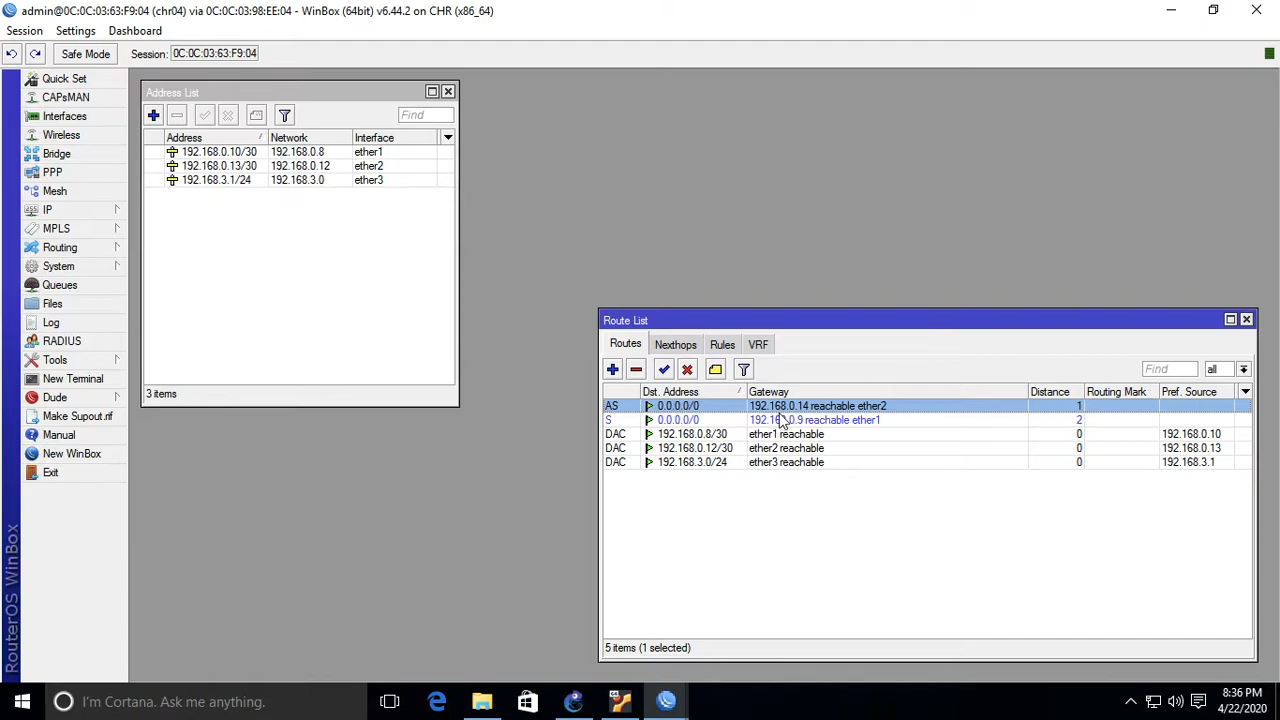 admin@0C:0C:03:63:F9:04 (chr04) via 0C:0C:03:98:EE:04 - WinBox (64bit) v6.44.2 on CHR (x86_64)
Session Settings Dashboard
Safe Mode Session: 0C:0C:03:63:F9:04
Quick Set
CAPsMAN
Interfaces
Wireless
Bridge
PPP
Mesh
IP
MPLS
Routing
System
Queues
Files
Log
RADIUS
Tools
New Terminal
Dude
Make Supout.rif
Manual
New WinBox
Exit
RouterOS WinBox
Address List
Find
Address Network Interface
192.168.0.10/30 192.168.0.8 ether1
192.168.0.13/30 192.168.0.12 ether2
192.168.3.1/24 192.168.3.0 ether3
3 items
Route List
Routes Nexthops Rules VRF
Find all
Dst. Address Gateway Distance Routing Mark Pref. Source
AS 0.0.0.0/0 192.168.0.14 reachable ether2 1
S 0.0.0.0/0 192.168.0.9 reachable ether1 2
DAC 192.168.0.8/30 ether1 reachable 0 192.168.0.10
DAC 192.168.0.12/30 ether2 reachable 0 192.168.0.13
DAC 192.168.3.0/24 ether3 reachable 0 192.168.3.1
5 items (1 selected)
I'm Cortana. Ask me anything.
8:36 PM
4/22/2020